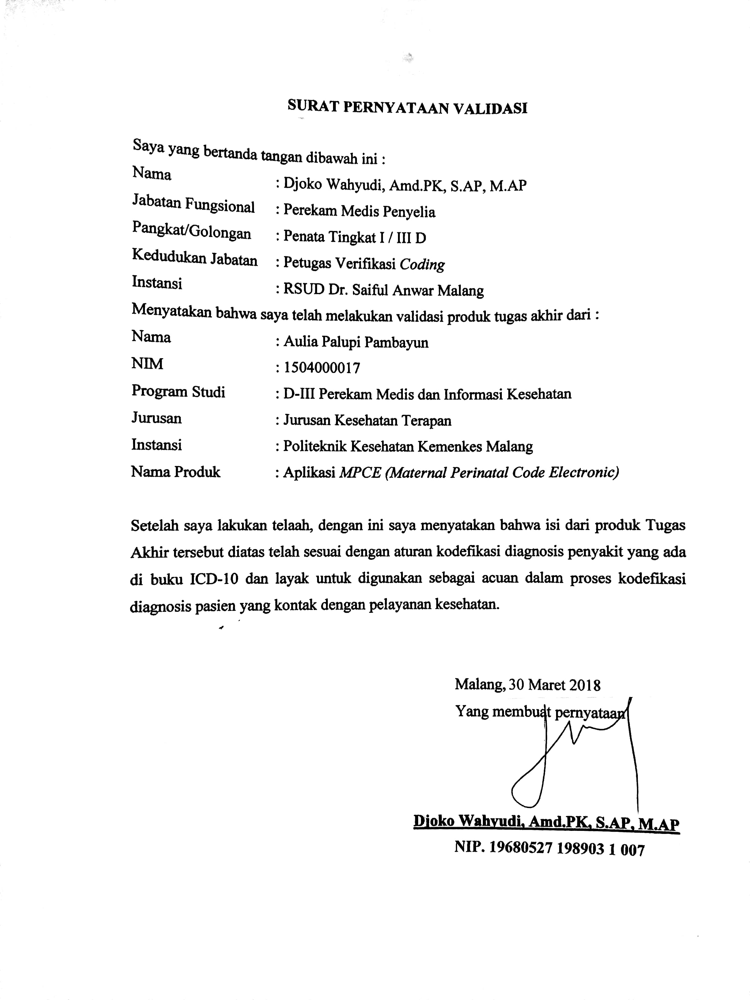 SURAT PERNYATAAN VALIDASI
Saya yang bertanda tangan dibawah ini :
Nama : Djoko Wahyudi, Amd.PK, S.AP, M.AP
Jabatan Fungsional : Perekam Medis Penyelia
Pangkat/Golongan : Penata Tingkat I / III D
Kedudukan Jabatan : Petugas Verifikasi Coding
Instansi : RSUD Dr. Saiful Anwar Malang
Menyatakan bahwa saya telah melakukan validasi produk tugas akhir dari :
Nama : Aulia Palupi Pambayun
NIM : 1504000017
Program Studi : D-III Perekam Medis dan Informasi Kesehatan
Jurusan : Jurusan Kesehatan Terapan
Instansi : Politeknik Kesehatan Kemenkes Malang
Nama Produk : Aplikasi MPCE (Maternal Perinatal Code Electronic)
Setelah saya lakukan telaah, dengan ini saya menyatakan bahwa isi dari produk Tugas
Akhir tersebut diatas telah sesuai dengan aturan kodefikasi diagnosis penyakit yang ada
di buku ICD-10 dan layak untuk digunakan sebagai acuan dalam proses kodefikasi
diagnosis pasien yang kontak dengan pelayanan kesehatan.
Malang, 30 Maret 2018
Yang membuat pernyataan
Djoko Wahyudi, Amd.PK, S.AP, M.AP
NIP. 19680527 198903 1 007